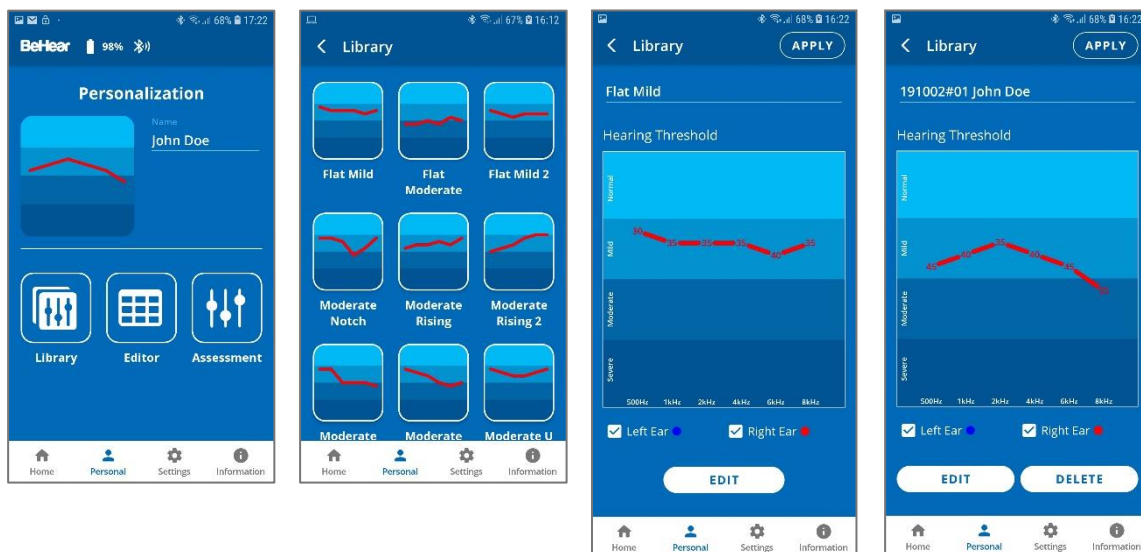 68% 17:22
BeHear 98%
Personalization
Name
John Doe
Library Editor Assessment
Home Personal Settings Information
67% 16:12
Library
Flat Mild Flat Moderate Flat Mild 2
Moderate Notch Moderate Rising Moderate Rising 2
Moderate Moderate Moderate U
Home Personal Settings Information
68% 16:22
Library APPLY
Flat Mild
Hearing Threshold
Normal
Mild
Moderate
Severe
30 35 35 35 40 35
500Hz 1kHz 2kHz 4kHz 6kHz 8kHz
Left Ear Right Ear
EDIT
Home Personal Settings Information
68% 16:22
Library APPLY
191002#01 John Doe
Hearing Threshold
Normal
Mild
Moderate
Severe
45 40 35 40 45
500Hz 1kHz 2kHz 4kHz 6kHz 8kHz
Left Ear Right Ear
EDIT DELETE
Home Personal Settings Information